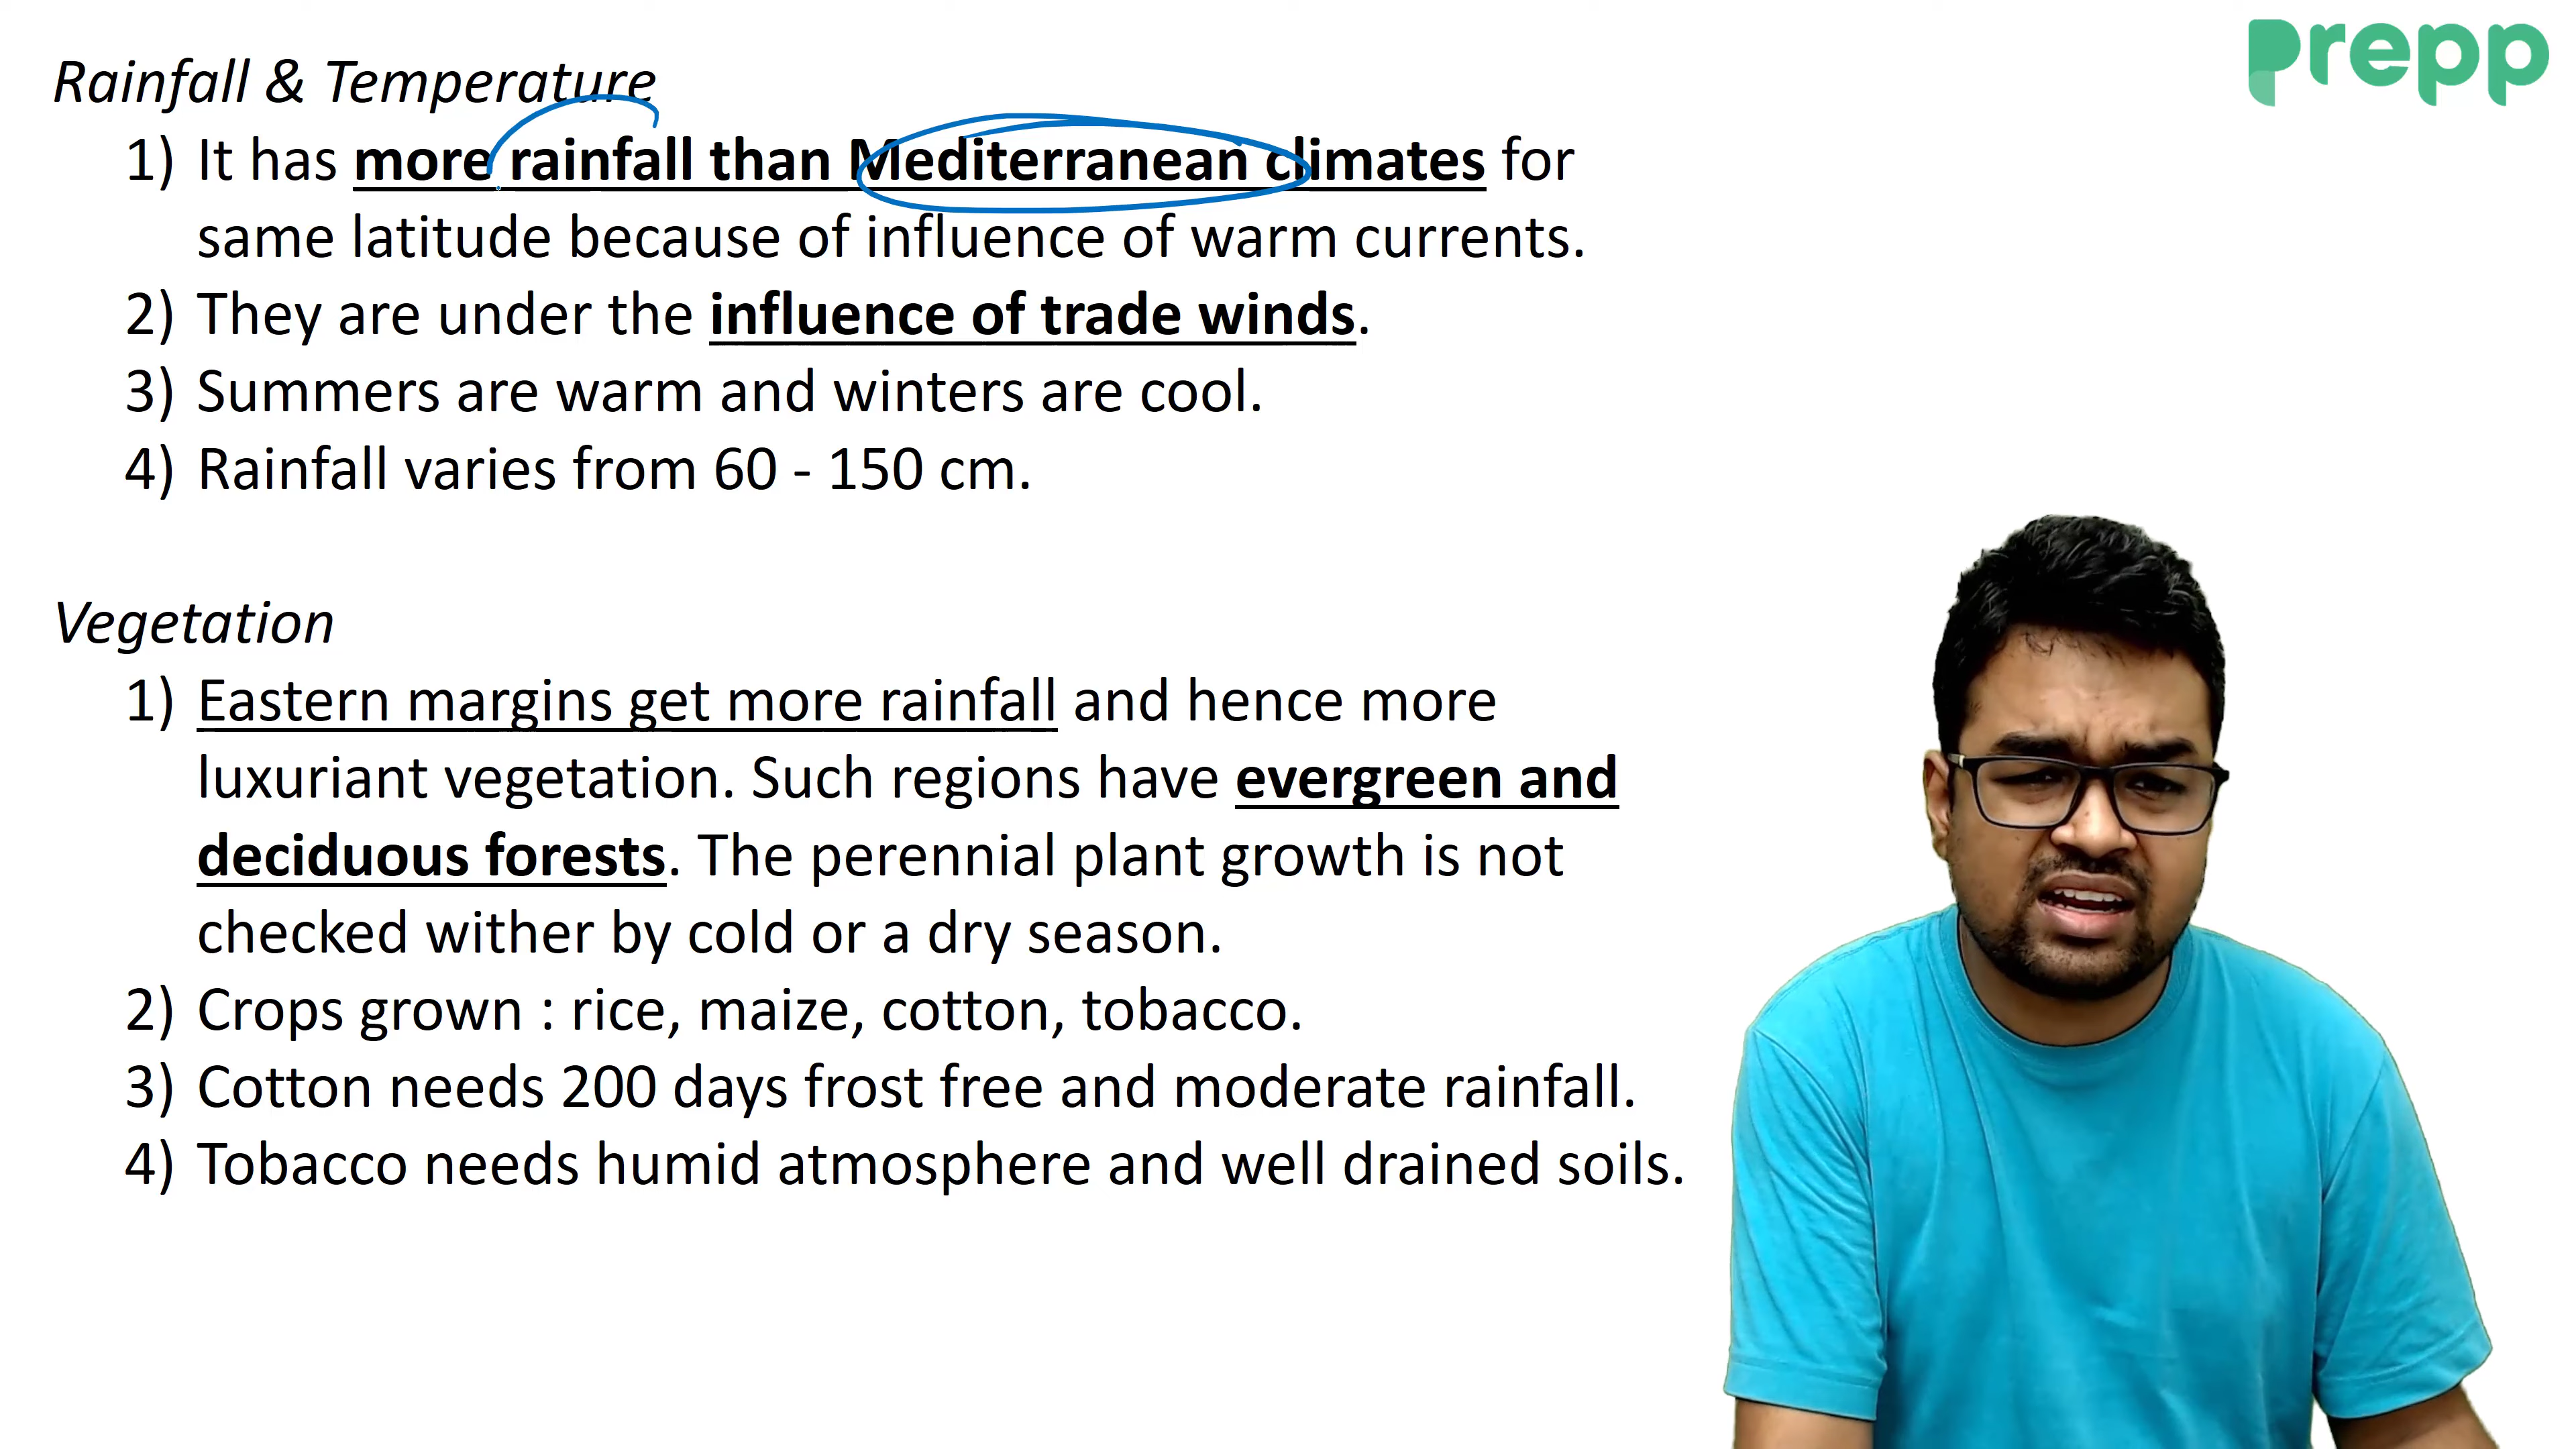 prepp
Rainfall & Temperature
1) It has more rainfall than Mediterranean climates for
same latitude because of influence of warm currents.
2) They are under the influence of trade winds.
3) Summers are warm and winters are cool.
4) Rainfall varies from 60 - 150 cm.
Vegetation
1) Eastern margins get more rainfall and hence more
luxuriant vegetation. Such regions have evergreen and
deciduous forests. The perennial plant growth is not
checked wither by cold or a dry season.
2) Crops grown : rice, maize, cotton, tobacco.
3) Cotton needs 200 days frost free and moderate rainfall.
4) Tobacco needs humid atmosphere and well drained soils.